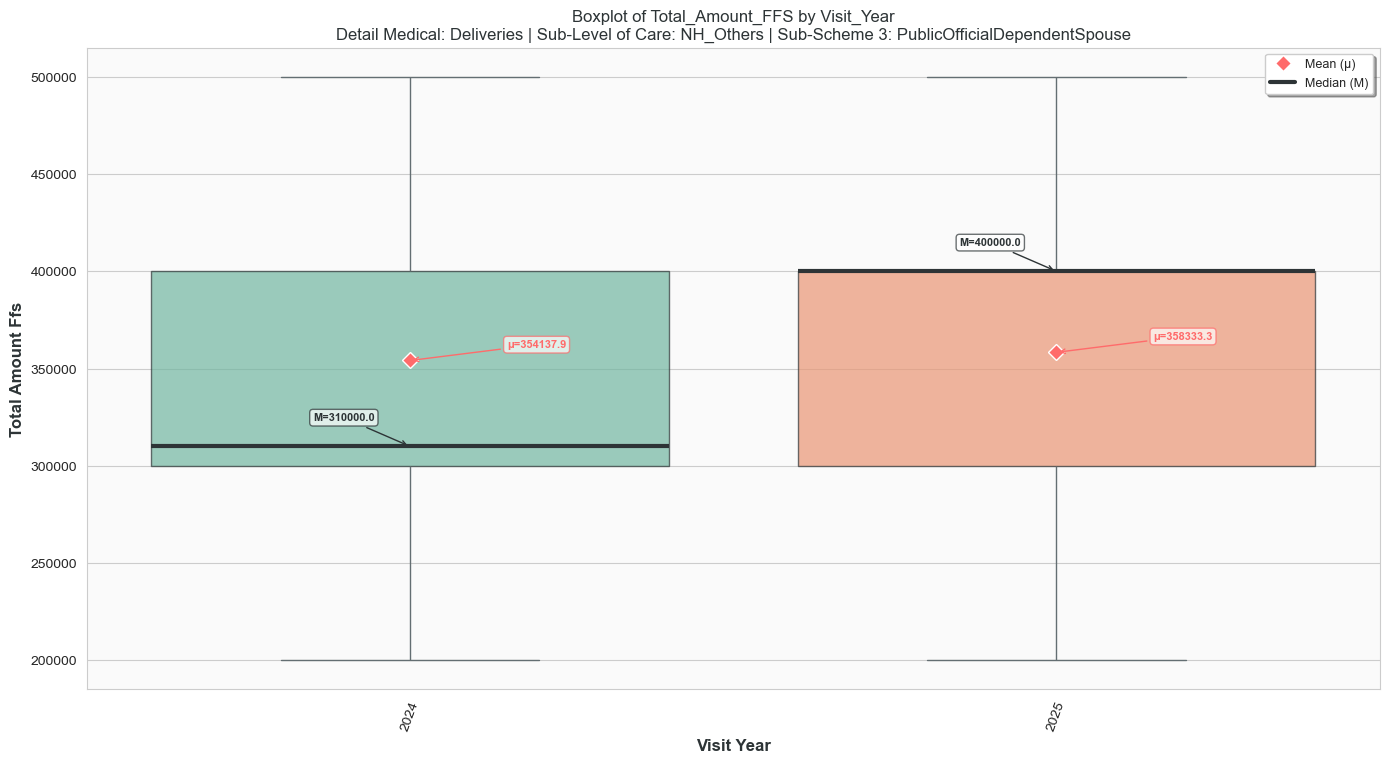 Boxplot of Total_Amount_FFS by Visit_Year
Detail Medical: Deliveries | Sub-Level of Care: NH_Others | Sub-Scheme 3: PublicOfficialDependentSpouse
Mean (μ)
Median (M)
Total Amount Ffs
500000
450000
400000
350000
300000
250000
200000
M=400000.0
μ=354137.9
μ=358333.3
M=310000.0
2024
2025
Visit Year